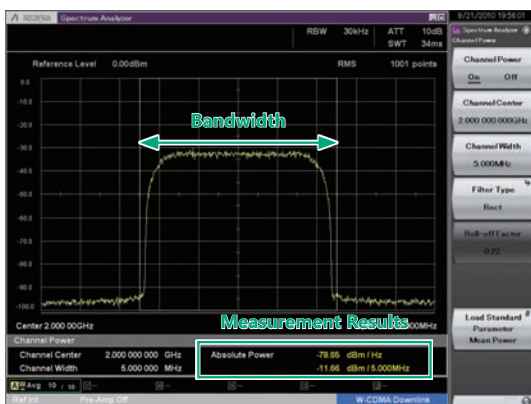 MS2830A Spectrum Analyzer
9/21/2010 19:56:01
RBW 30kHz ATT 10dB
SWT 34ms
Reference Level 0.00dBm RMS 1001 points
0.0
-10.0
-20.0
-30.0
-40.0
-50.0
-60.0
-70.0
-80.0
-90.0
-100.0
Bandwidth
Center 2.000 00GHz
Measurement Results
Channel Power
Channel Center 2.000 000 000 GHz Absolute Power -78.65 dBm / Hz
Channel Width 5.000 000 MHz -11.66 dBm / 5.000MHz
Avg 10 / 10
Ref.Int Pre-Amp Off W-CDMA Downlink
Spectrum Analyzer
Channel Power
Channel Power
On Off
Channel Center
2.000 000 000GHz
Channel Width
5.000MHz
Filter Type
Rect
Roll-off Factor
0.22
Load Standard
Parameter
Mean Power